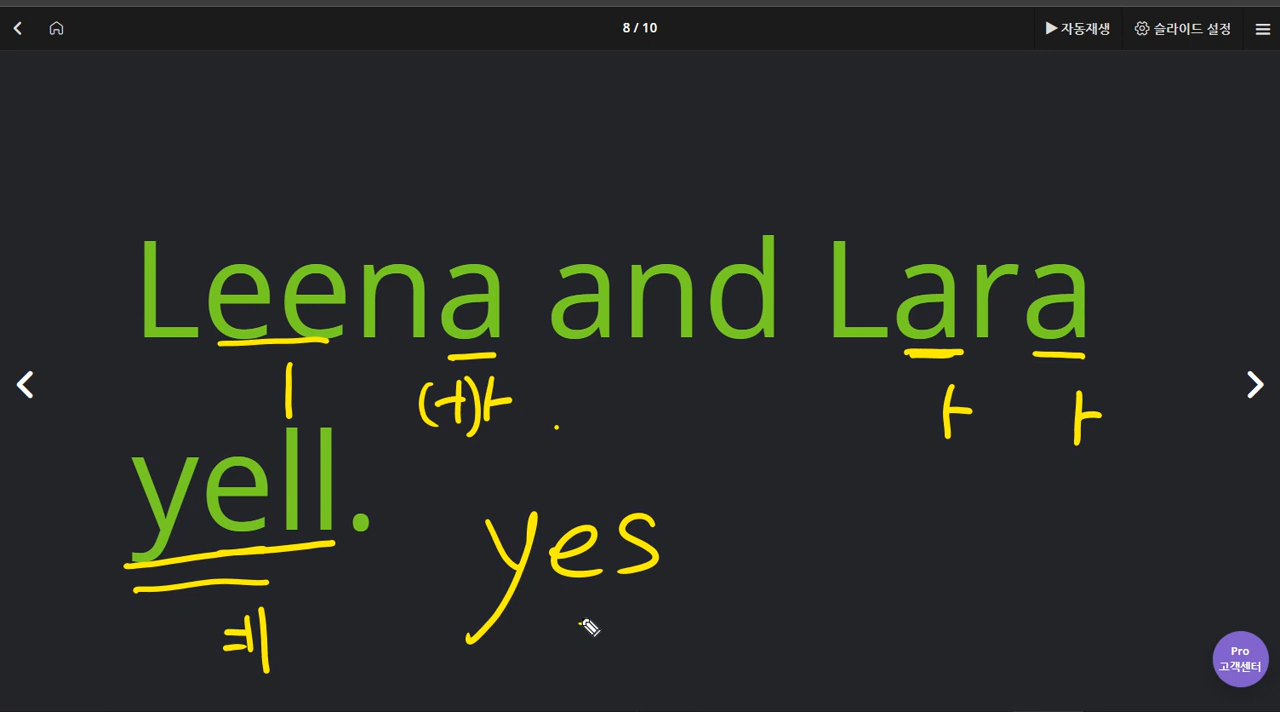 8 / 10
▶ 자동재생
슬라이드 설정
Leena and Lara
ㅣ (ㅓ)ㅏ . ㅏ ㅏ
yell.
yes
ㅖ
Pro
고객센터